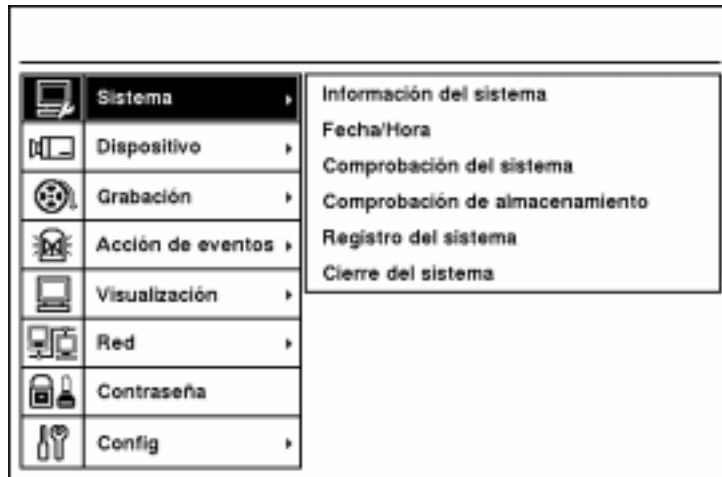 Sistema
Dispositivo
Grabación
Acción de eventos
Visualización
Red
Contraseña
Config
Información del sistema
Fecha'Hora
Comprobación del sistema
Comprobación de almacenamiento
Registro del sistema
Cierre del sistema